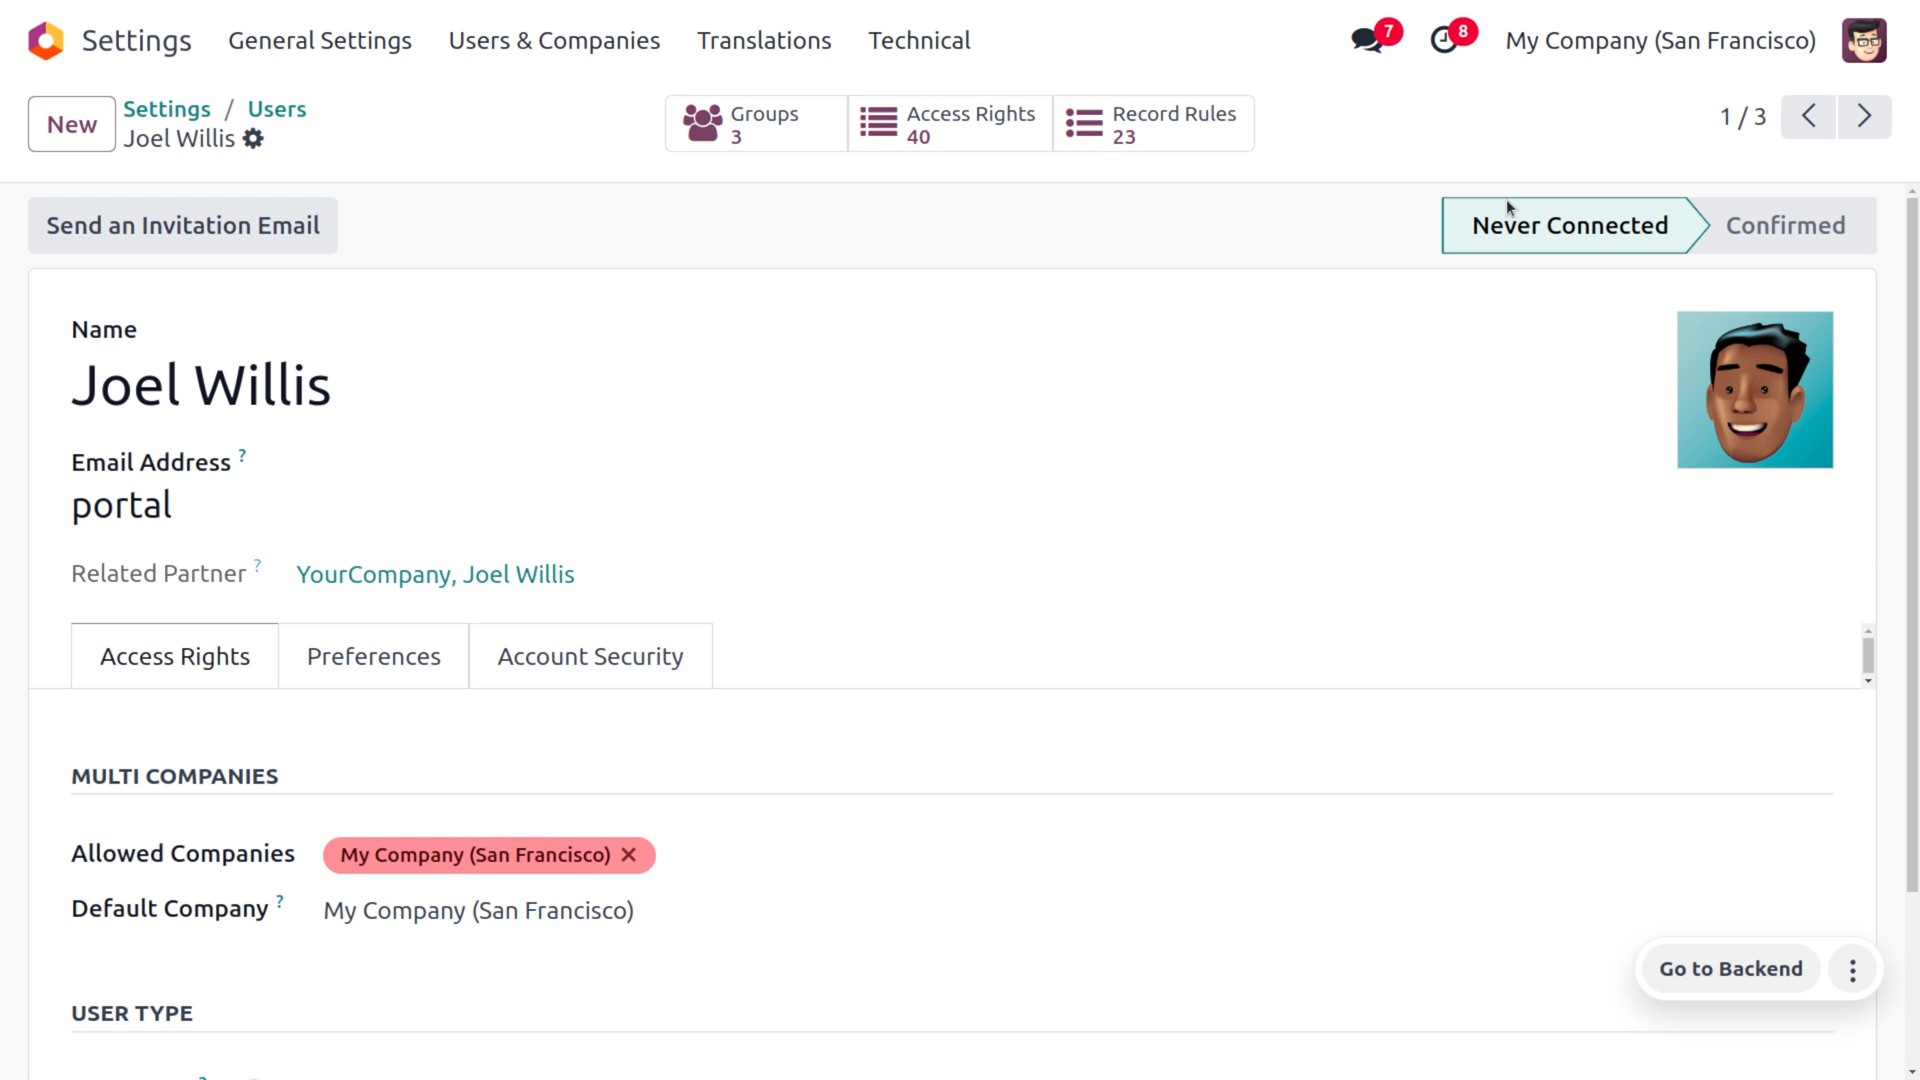 Settings General Settings Users & Companies Translations Technical 7 8 My Company (San Francisco)
New Settings / Users Groups 3 Access Rights 40 Record Rules 23 1 / 3
Joel Willis
Send an Invitation Email Never Connected Confirmed
Name
Joel Willis
Email Address ?
portal
Related Partner ? YourCompany, Joel Willis
Access Rights Preferences Account Security
MULTI COMPANIES
Allowed Companies My Company (San Francisco) ✕
Default Company ? My Company (San Francisco)
Go to Backend
USER TYPE